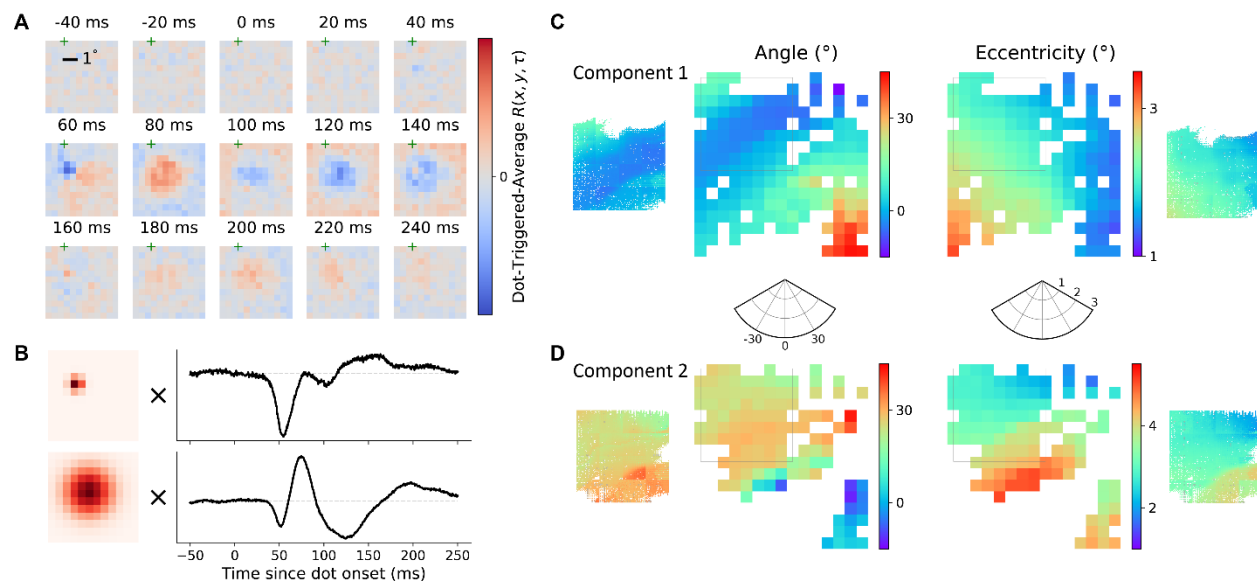 A
-40 ms -20 ms 0 ms 20 ms 40 ms
1°
60 ms 80 ms 100 ms 120 ms 140 ms
160 ms 180 ms 200 ms 220 ms 240 ms
Dot-Triggered-Average R(x, y, τ)
0
B
×
×
−50 0 50 100 150 200 250
Time since dot onset (ms)
C
Component 1
Angle (°)
30
0
Eccentricity (°)
3
1
-30 0 30
1 2 3
D
Component 2
30
0
4
2